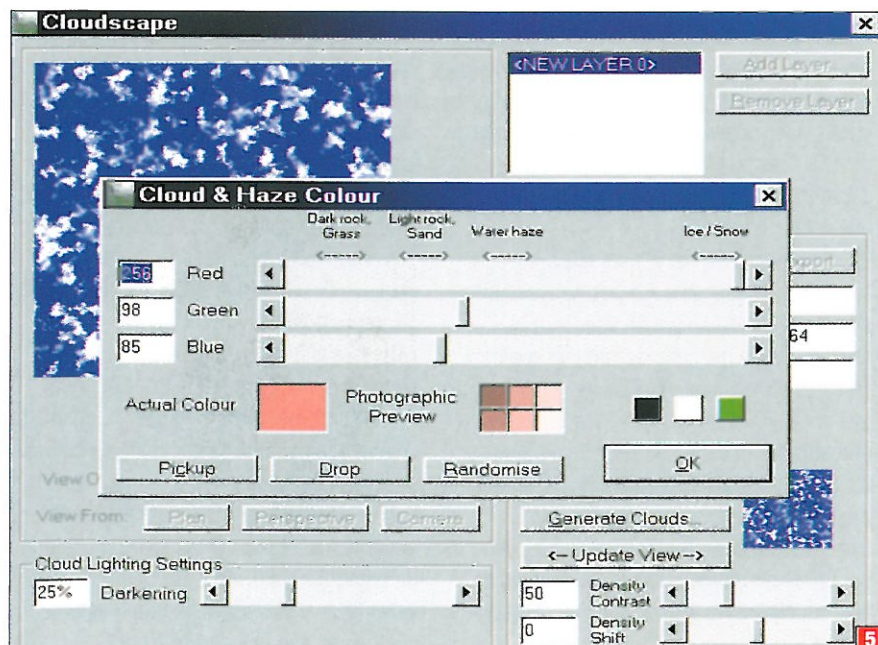 Cloudscape
<NEW LAYER 0>
Add Layer...
Remove Layer
Cloud & Haze Colour
Dark rock,
Grass
Light rock,
Sand
Water haze
Ice / Snow
<----->
<----->
<----->
<----->
256 Red
98 Green
85 Blue
Export...
64
Actual Colour
Photographic
Preview
Pickup
Drop
Randomise
OK
View From:
Plan
Perspective
Camera
Generate Clouds...
<-- Update View -->
Cloud Lighting Settings
25% Darkening
50 Density
Contrast
0 Density
Shift
5